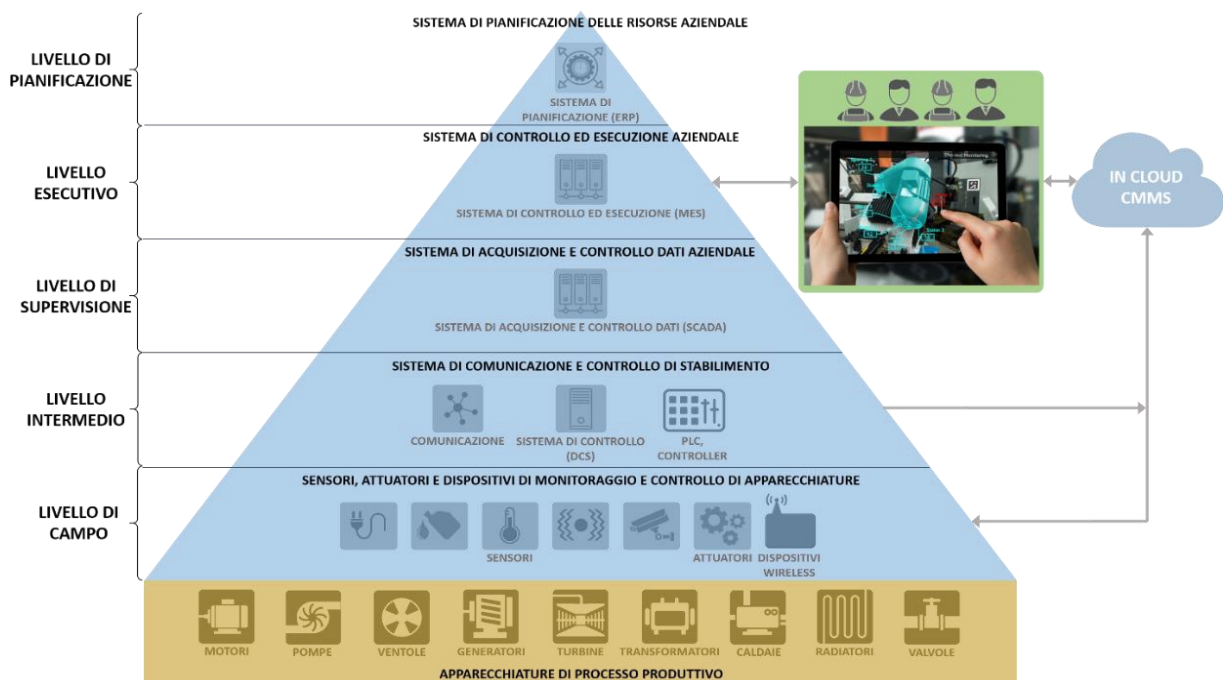 SISTEMA DI PIANIFICAZIONE DELLE RISORSE AZIENDALE
LIVELLO DI
PIANIFICAZIONE
SISTEMA DI
PIANIFICAZIONE (ERP)
SISTEMA DI CONTROLLO ED ESECUZIONE AZIENDALE
LIVELLO
ESECUTIVO
SISTEMA DI CONTROLLO ED ESECUZIONE (MES)
IN CLOUD
CMMS
SISTEMA DI ACQUISIZIONE E CONTROLLO DATI AZIENDALE
LIVELLO DI
SUPERVISIONE
SISTEMA DI ACQUISIZIONE E CONTROLLO DATI (SCADA)
SISTEMA DI COMUNICAZIONE E CONTROLLO DI STABILIMENTO
LIVELLO
INTERMEDIO
COMUNICAZIONE
SISTEMA DI CONTROLLO
(DCS)
PLC,
CONTROLLER
SENSORI, ATTUATORI E DISPOSITIVI DI MONITORAGGIO E CONTROLLO DI APPARECCHIATURE
LIVELLO DI
CAMPO
SENSORI
ATTUATORI
DISPOSITIVI
WIRELESS
MOTORI
POMPE
VENTOLE
GENERATORI
TURBINE
TRANSFORMATORI
CALDAIE
RADIATORI
VALVOLE
APPARECCHIATURE DI PROCESSO PRODUTTIVO